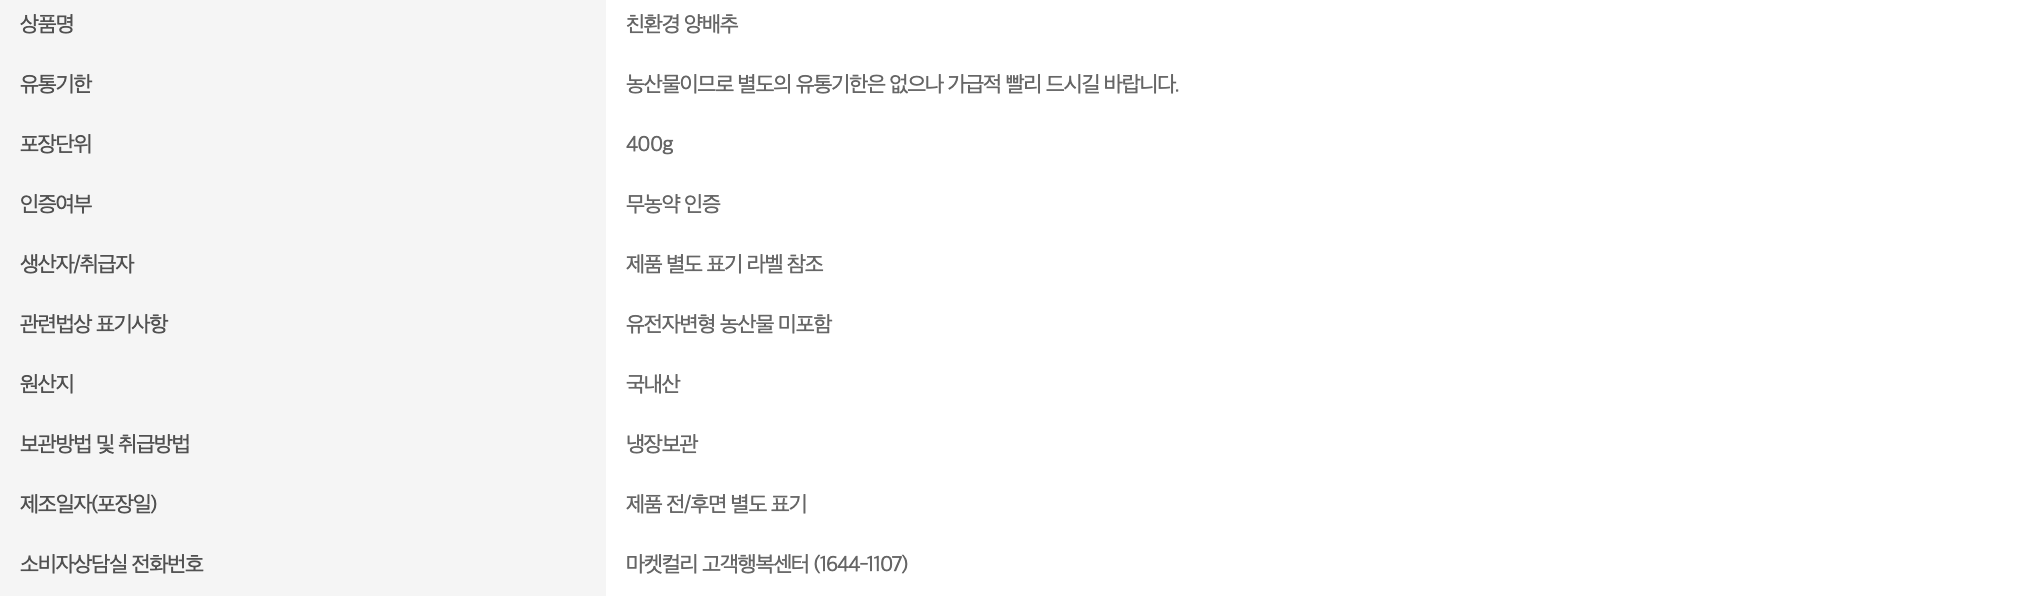 상품명 친환경 양배추
유통기한 농산물이므로 별도의 유통기한은 없으나 가급적 빨리 드시길 바랍니다.
포장단위 400g
인증여부 무농약 인증
생산자/취급자 제품 별도 표기 라벨 참조
관련법상 표기사항 유전자변형 농산물 미포함
원산지 국내산
보관방법 및 취급방법 냉장보관
제조일자(포장일) 제품 전/후면 별도 표기
소비자상담실 전화번호 마켓컬리 고객행복센터 (1644-1107)